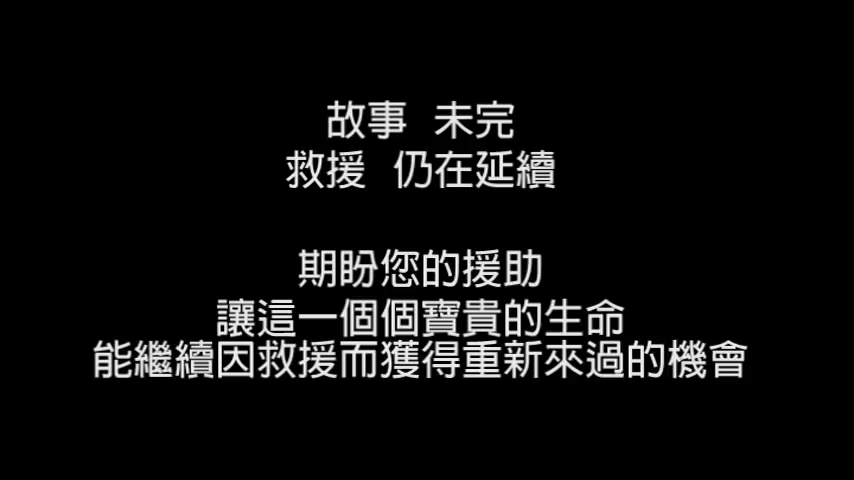 故事 未完
救援 仍在延續
期盼您的援助
讓這一個個寶貴的生命
能繼續因救援而獲得重新來過的機會